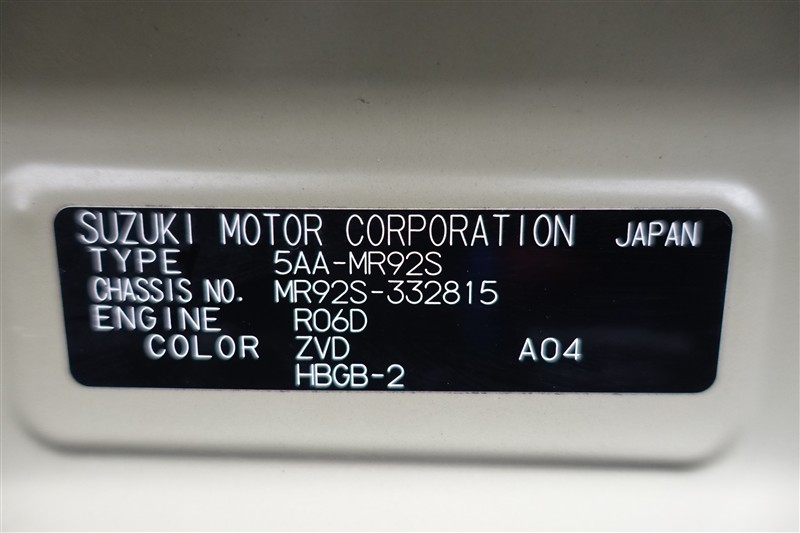 SUZUKI MOTOR CORPORATION JAPAN
TYPE 5AA-MR92S
CHASSIS NO. MR92S-332815
ENGINE R06D
COLOR ZVD A04
HBGB-2